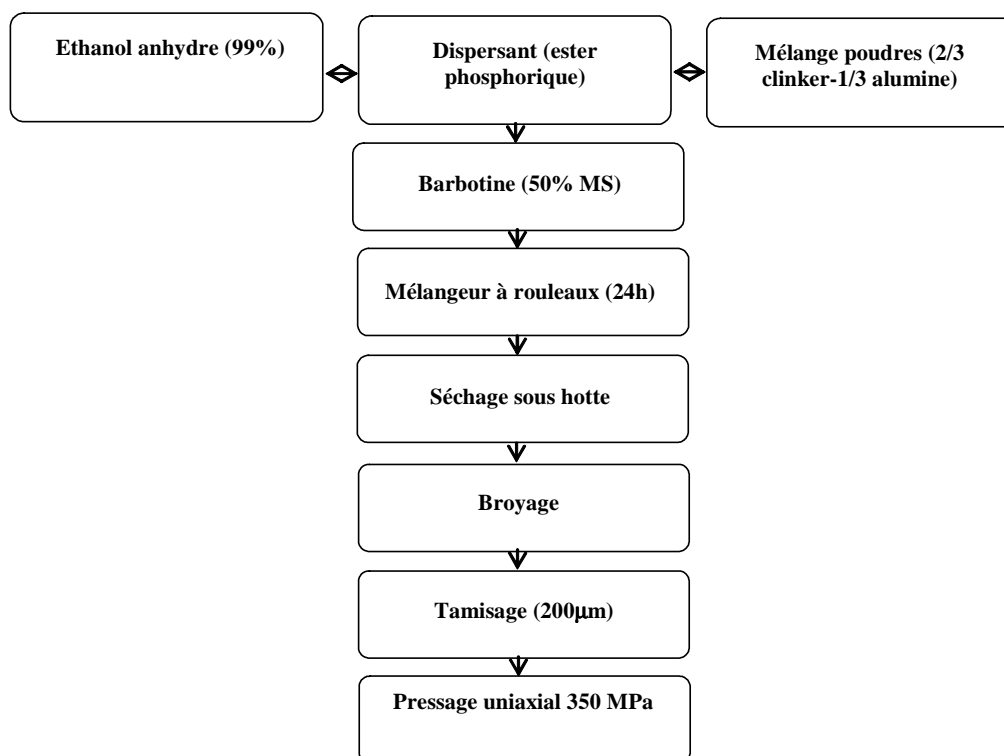 Ethanol anhydre (99%)
Dispersant (ester
phosphorique)
Mélange poudres (2/3
clinker-1/3 alumine)
Barbotine (50% MS)
Mélangeur à rouleaux (24h)
Séchage sous hotte
Broyage
Tamisage (200μm)
Pressage uniaxial 350 MPa